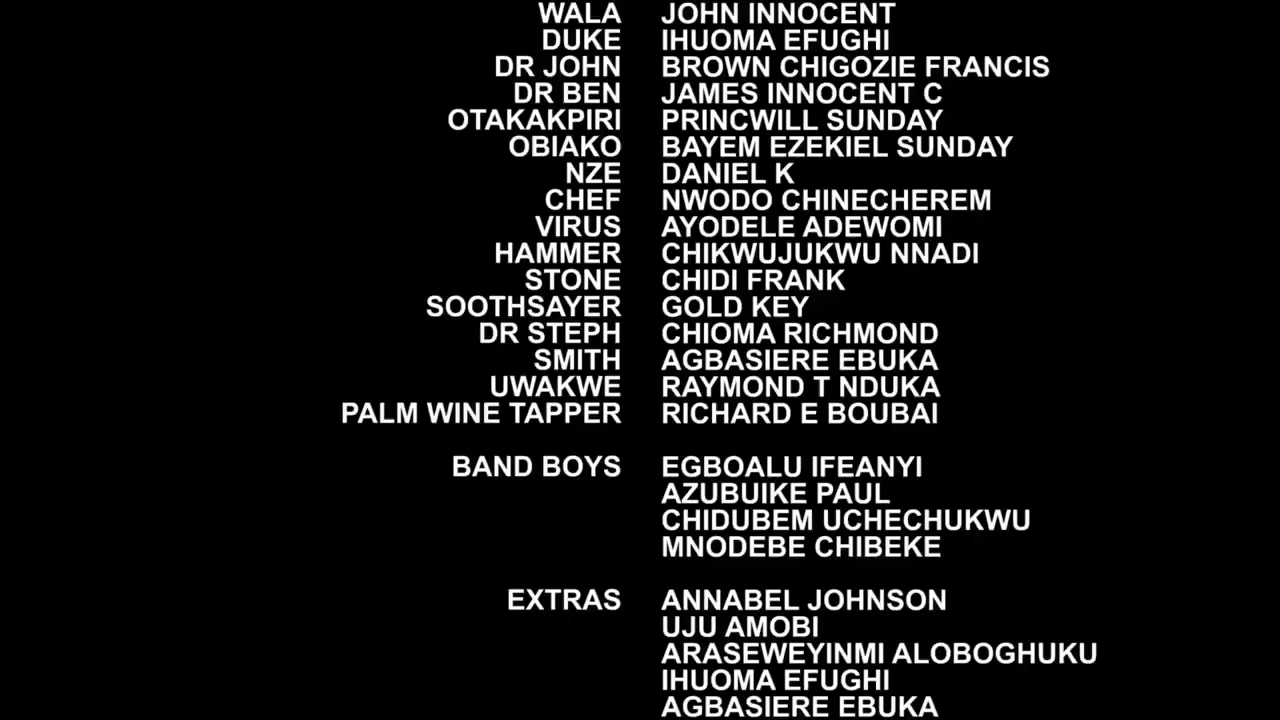 WALA JOHN INNOCENT
DUKE IHUOMA EFUGHI
DR JOHN BROWN CHIGOZIE FRANCIS
DR BEN JAMES INNOCENT C
OTAKAKPIRI PRINCWILL SUNDAY
OBIAKO BAYEM EZEKIEL SUNDAY
NZE DANIEL K
CHEF NWODO CHINECHEREM
VIRUS AYODELE ADEWOMI
HAMMER CHIKWUJUKWU NNADI
STONE CHIDI FRANK
SOOTHSAYER GOLD KEY
DR STEPH CHIOMA RICHMOND
SMITH AGBASIERE EBUKA
UWAKWE RAYMOND T NDUKA
PALM WINE TAPPER RICHARD E BOUBAI
BAND BOYS EGBOALU IFEANYI
AZUBUIKE PAUL
CHIDUBEM UCHECHUKWU
MNODEBE CHIBEKE
EXTRAS ANNABEL JOHNSON
UJU AMOBI
ARASEWEYINMI ALOBOGHUKU
IHUOMA EFUGHI
AGBASIERE EBUKA